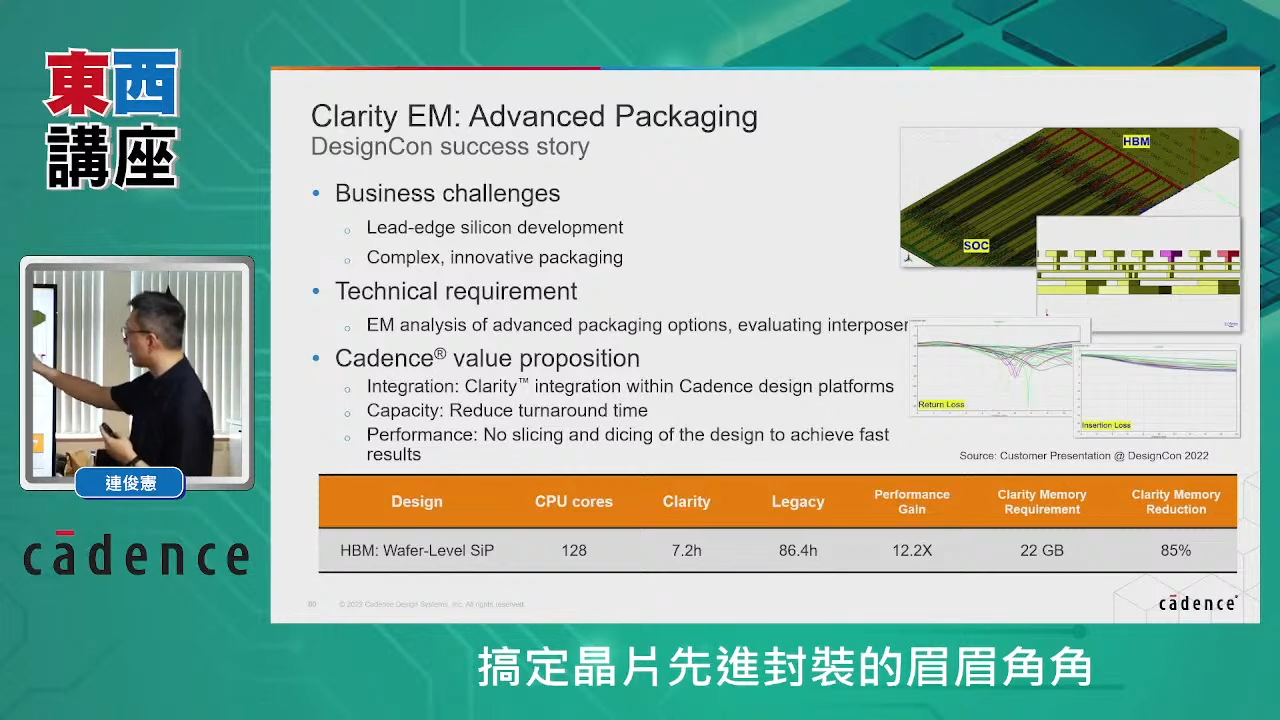 東西
講座
連俊憲
cādence
Clarity EM: Advanced Packaging
DesignCon success story
• Business challenges
Lead-edge silicon development
Complex, innovative packaging
• Technical requirement
EM analysis of advanced packaging options, evaluating interposer
• Cadence® value proposition
Integration: Clarity™ integration within Cadence design platforms
Capacity: Reduce turnaround time
Performance: No slicing and dicing of the design to achieve fast
results
HBM
SOC
Return Loss
Insertion Loss
Source: Customer Presentation @ DesignCon 2022
Design CPU cores Clarity Legacy Performance Gain Clarity Memory Requirement Clarity Memory Reduction
HBM: Wafer-Level SiP 128 7.2h 86.4h 12.2X 22 GB 85%
© 2022 Cadence Design Systems, Inc. All rights reserved.
cādence®
搞定晶片先進封裝的眉眉角角